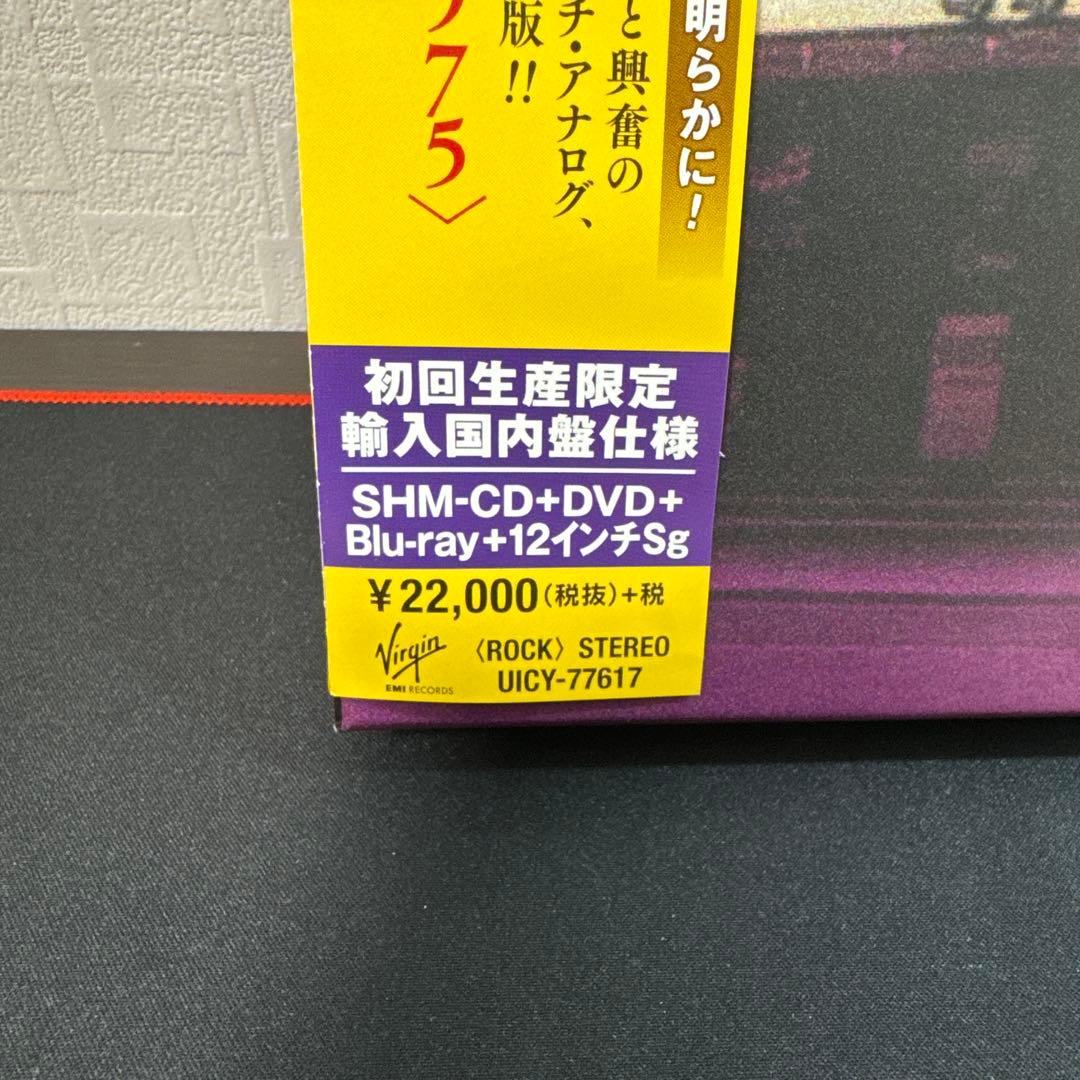 明らかに!
と興奮の
チ・アナログ、
版!!
75〉
初回生産限定
輸入国内盤仕様
SHM-CD+DVD+
Blu-ray+12インチSg
¥22,000(税抜)+税
Virgin
EMI RECORDS
〈ROCK〉 STEREO
UICY-77617